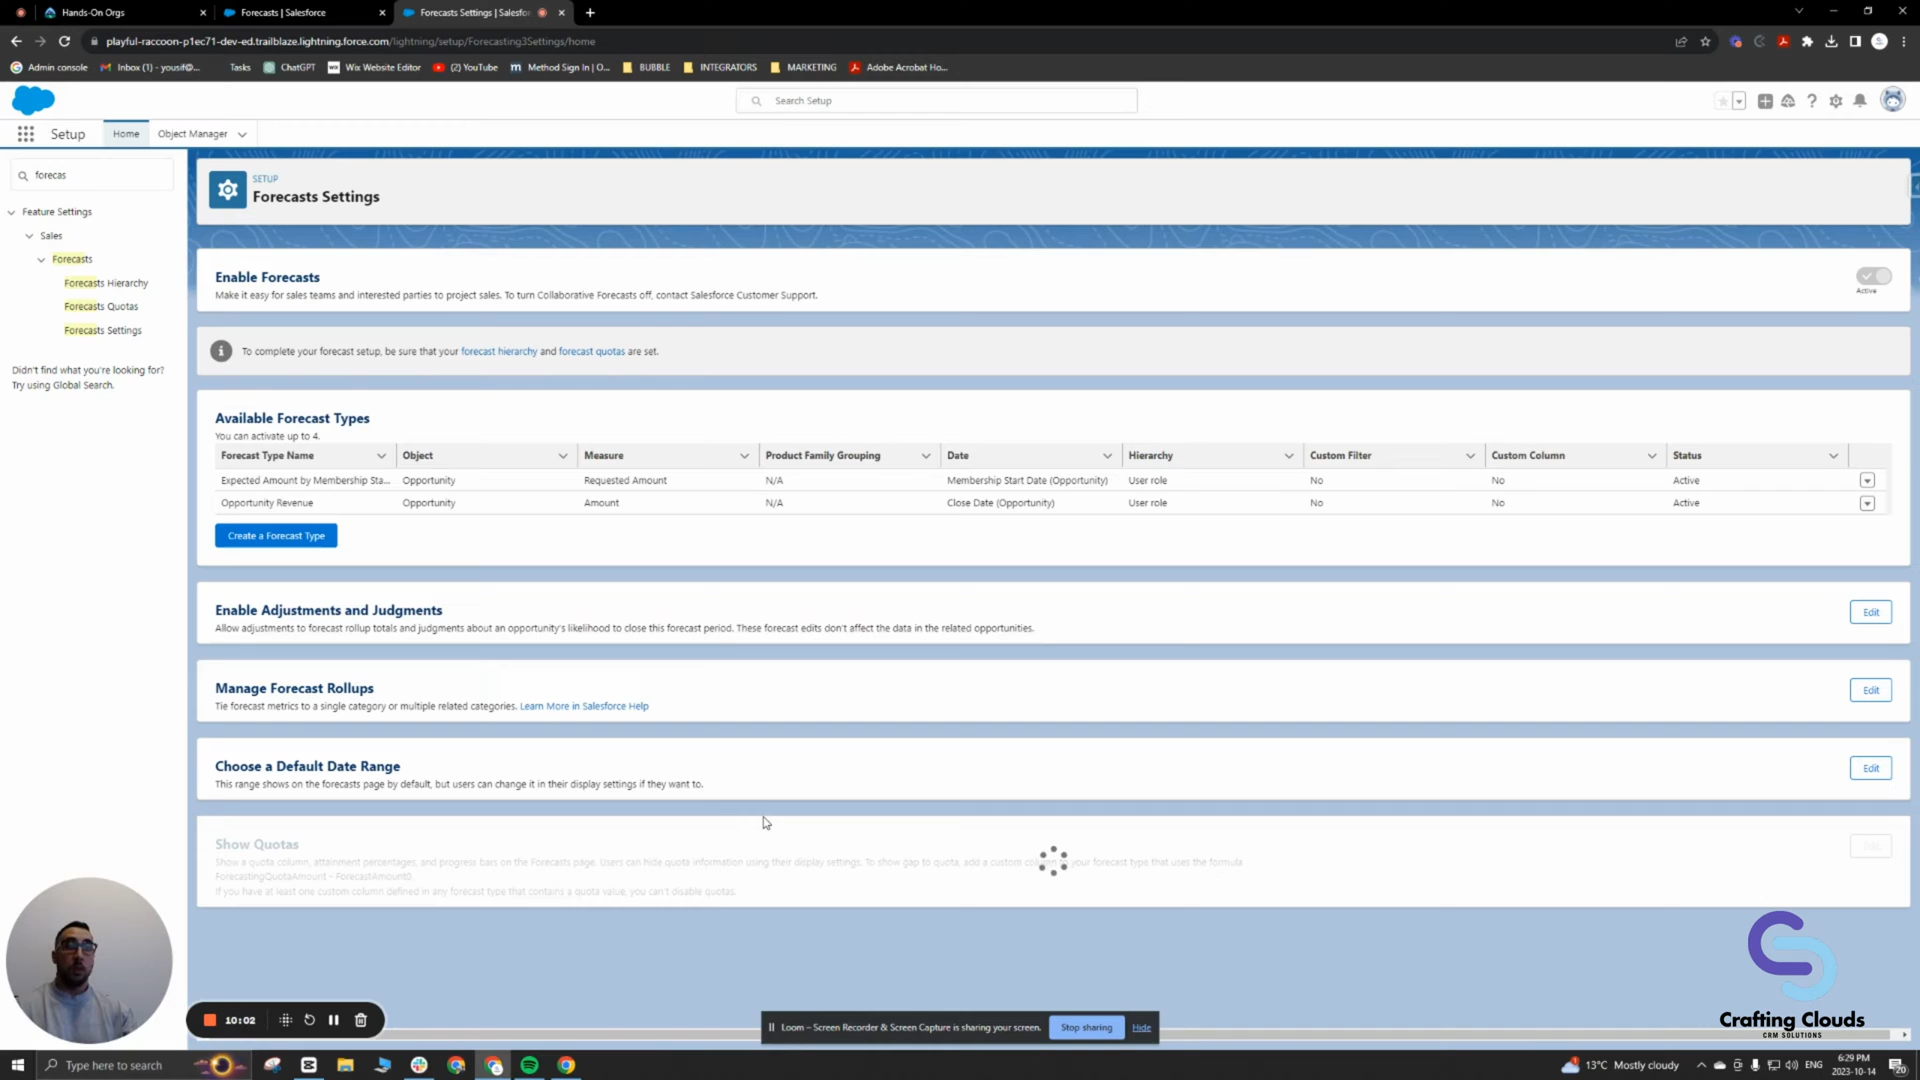 Hands-On Orgs
Forecasts | Salesforce
Forecasts Settings | Salesfor
playful-raccoon-p1ec71-dev-ed.trailblaze.lightning.force.com/lightning/setup/Forecasting3Settings/home
Admin console
Inbox (1) - yousif@...
Tasks
ChatGPT
Wix Website Editor
(2) YouTube
Method Sign In | O...
BUBBLE
INTEGRATORS
MARKETING
Adobe Acrobat Ho...
Search Setup
Setup
Home
Object Manager
forecas
Feature Settings
Sales
Forecasts
Forecasts Hierarchy
Forecasts Quotas
Forecasts Settings
Didn't find what you're looking for?
Try using Global Search.
SETUP
Forecasts Settings
Enable Forecasts
Make it easy for sales teams and interested parties to project sales. To turn Collaborative Forecasts off, contact Salesforce Customer Support.
Active
To complete your forecast setup, be sure that your forecast hierarchy and forecast quotas are set.
Available Forecast Types
You can activate up to 4.
Forecast Type Name Object Measure Product Family Grouping Date Hierarchy Custom Filter Custom Column Status
Expected Amount by Membership Sta... Opportunity Requested Amount N/A Membership Start Date (Opportunity) User role No No Active
Opportunity Revenue Opportunity Amount N/A Close Date (Opportunity) User role No No Active
Create a Forecast Type
Enable Adjustments and Judgments
Allow adjustments to forecast rollup totals and judgments about an opportunity's likelihood to close this forecast period. These forecast edits don't affect the data in the related opportunities.
Edit
Manage Forecast Rollups
Tie forecast metrics to a single category or multiple related categories. Learn More in Salesforce Help
Edit
Choose a Default Date Range
This range shows on the forecasts page by default, but users can change it in their display settings if they want to.
Edit
Show Quotas
Show a quota column, attainment percentages, and progress bars on the Forecasts page. Users can hide quota information using their display settings. To show gap to quota, add a custom column to your forecast type that uses the formula
ForecastingQuotaAmount - ForecastAmount0.
If you have at least one custom column defined in any forecast type that contains a quota value, you can't disable quotas.
Edit
10:02
Loom – Screen Recorder & Screen Capture is sharing your screen.
Stop sharing
Hide
Crafting Clouds
CRM SOLUTIONS
Type here to search
13°C Mostly cloudy
ENG
6:29 PM
2023-10-14
20